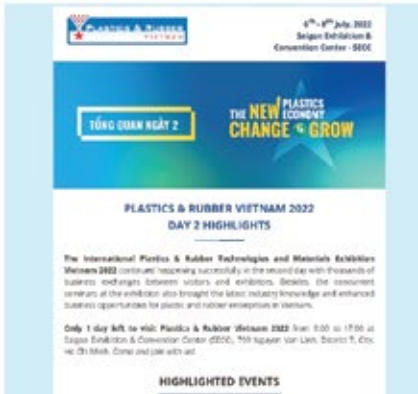 PLASTICS & RUBBER
VIETNAM
6th - 8th July, 2022
Saigon Exhibition &
Convention Center - SECC
TỔNG QUAN NGÀY 2
THE NEW PLASTICS ECONOMY
CHANGE to GROW
PLASTICS & RUBBER VIETNAM 2022
DAY 2 HIGHLIGHTS
The International Plastics & Rubber Technologies and Materials Exhibition
Vietnam 2022 continued happening successfully in the second day with thousands of
business exchanges between visitors and exhibitors. Besides, the concurrent
seminars at the exhibition also brought the latest industry knowledge and enhanced
business opportunities for plastic and rubber enterprises in Vietnam.
Only 1 day left to visit Plastics & Rubber Vietnam 2022 from 9:00 to 17:00 at
Saigon Exhibition & Convention Center (SECC), 799 Nguyen Van Linh, District 7, City.
Ho Chi Minh. Come and join with us!
HIGHLIGHTED EVENTS